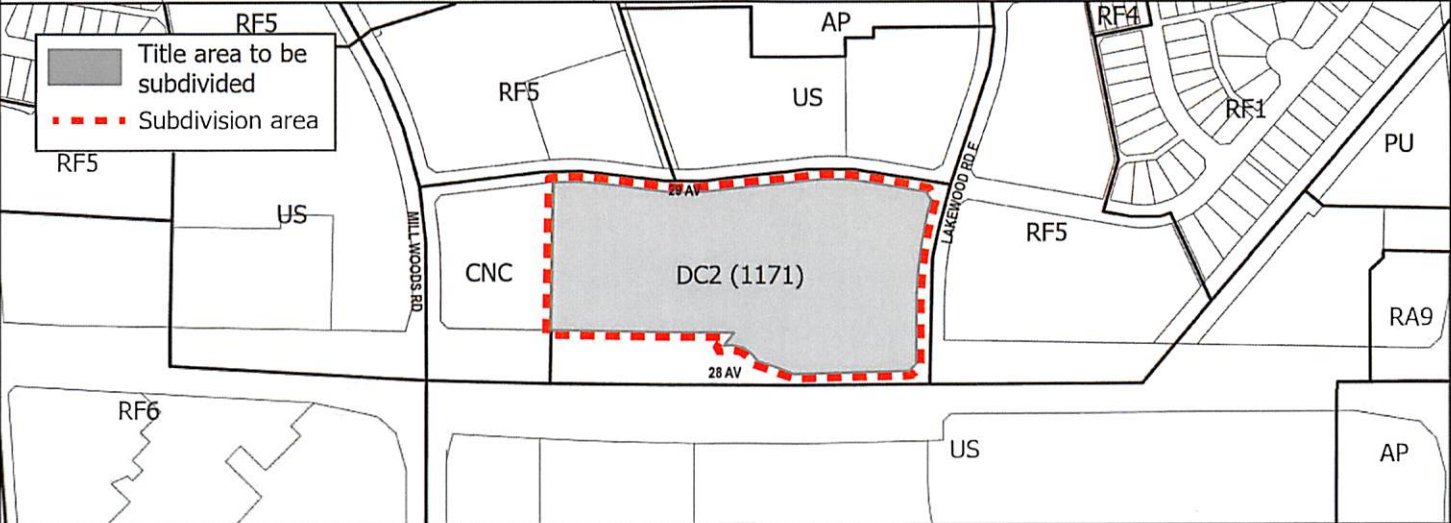 RF5
AP
RF4
Title area to be
subdivided
Subdivision area
RF5
US
RF1
PU
RF5
29 AV
LAKEWOOD RD E
US
MILL WOODS RD
RF5
CNC
DC2 (1171)
RA9
28 AV
RF6
US
AP